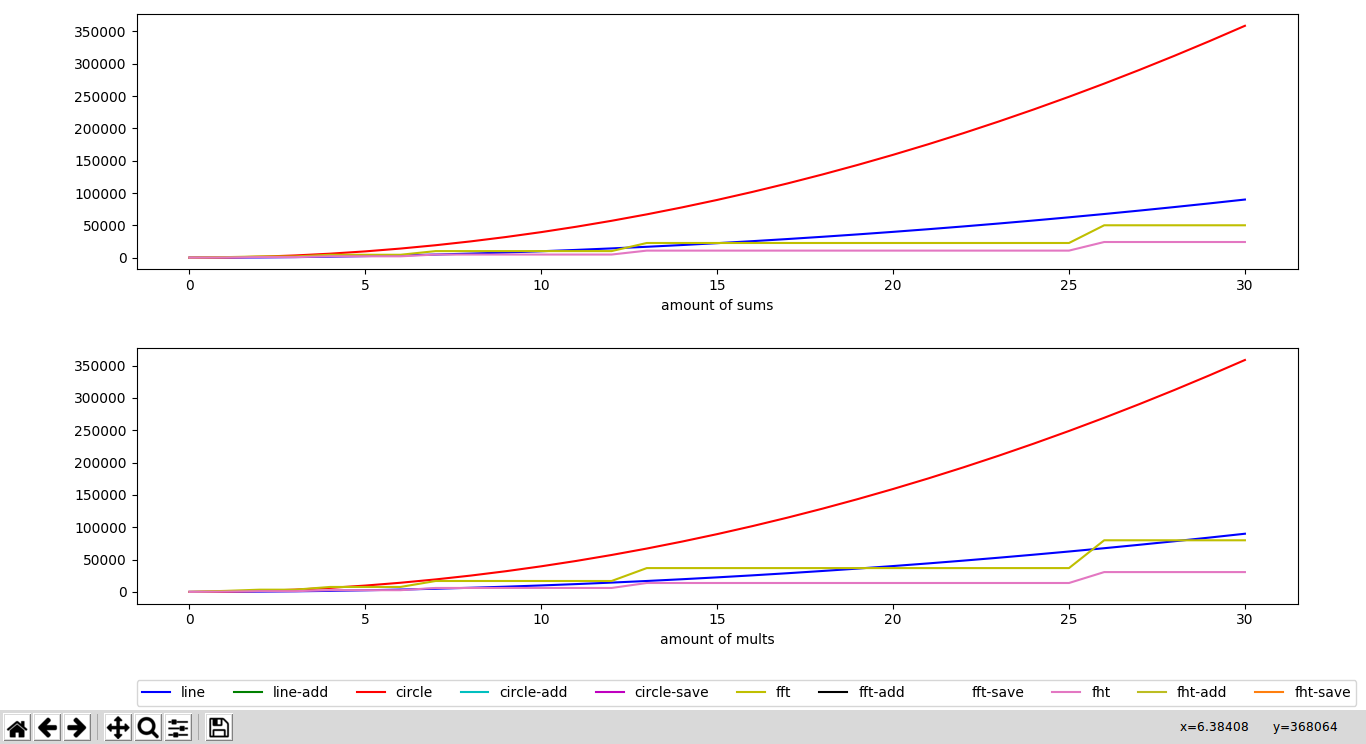 350000
300000
250000
200000
150000
100000
50000
0
0 5 10 15 20 25 30
amount of sums
350000
300000
250000
200000
150000
100000
50000
0
0 5 10 15 20 25 30
amount of mults
line line-add circle circle-add circle-save fft fft-add fft-save fht fht-add fht-save
x=6.38408 y=368064